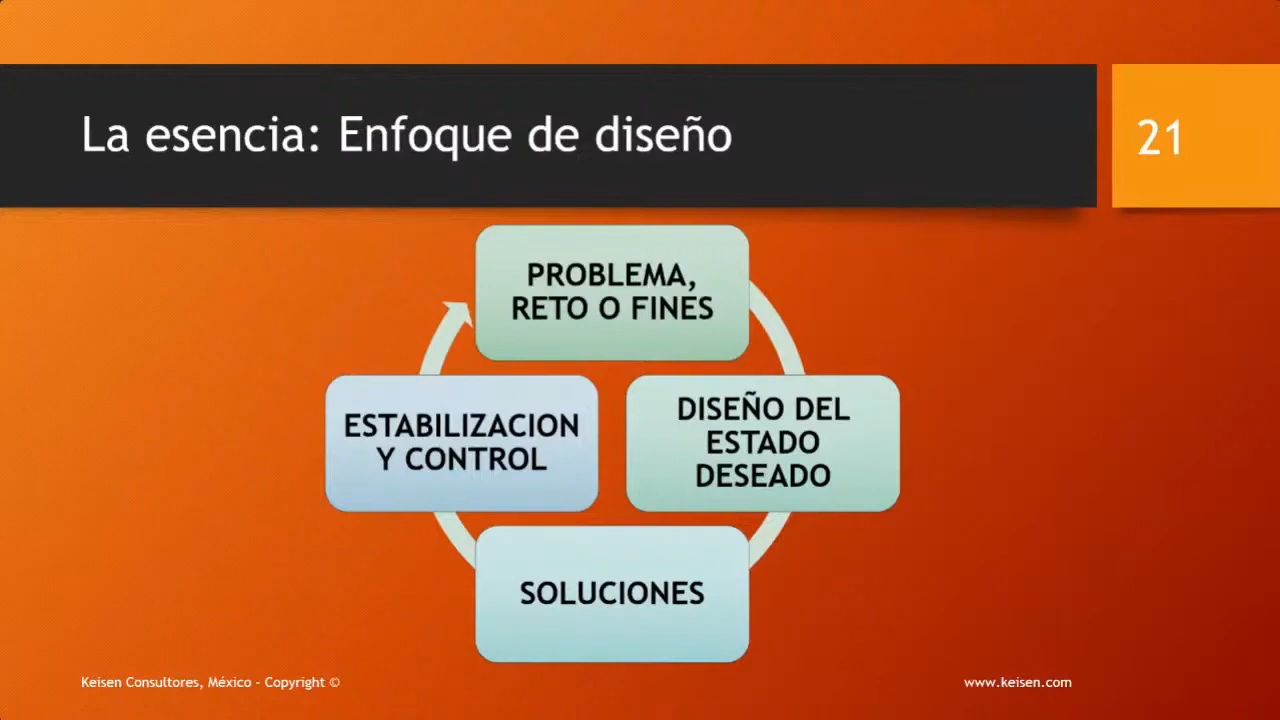 La esencia: Enfoque de diseño
21
PROBLEMA,
RETO O FINES
ESTABILIZACION
Y CONTROL
DISEÑO DEL
ESTADO
DESEADO
SOLUCIONES
Keisen Consultores, México - Copyright ©
www.keisen.com